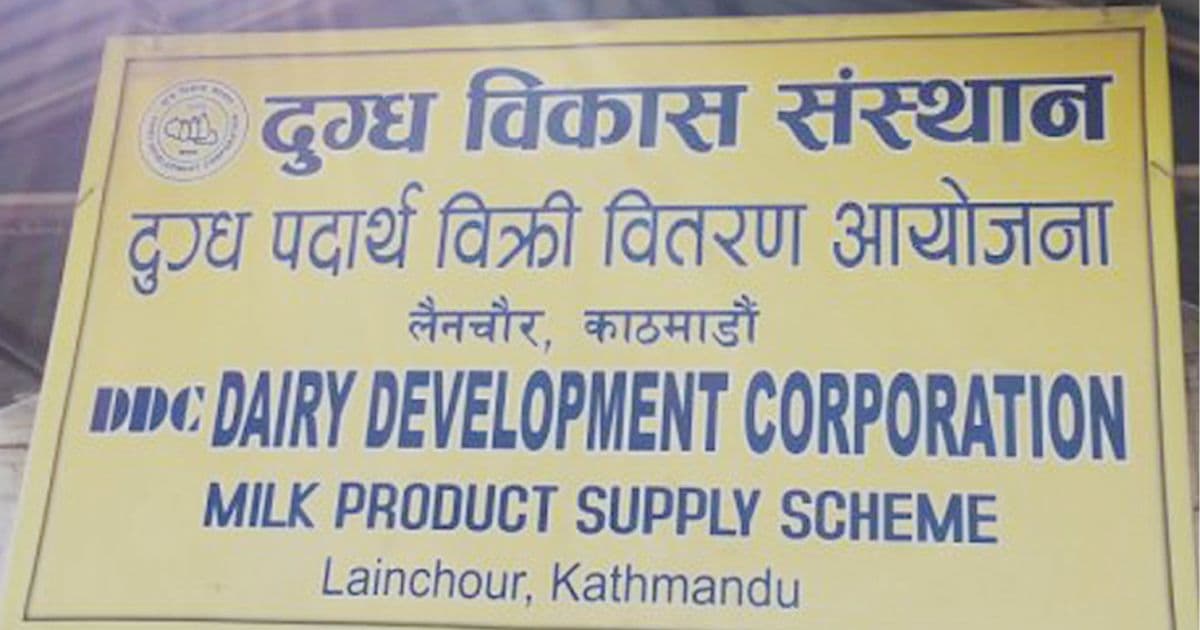 दुग्ध विकास संस्थान
दुग्ध पदार्थ विक्री वितरण आयोजना
लैनचौर, काठमाडौं
DDC DAIRY DEVELOPMENT CORPORATION
MILK PRODUCT SUPPLY SCHEME
Lainchour, Kathmandu